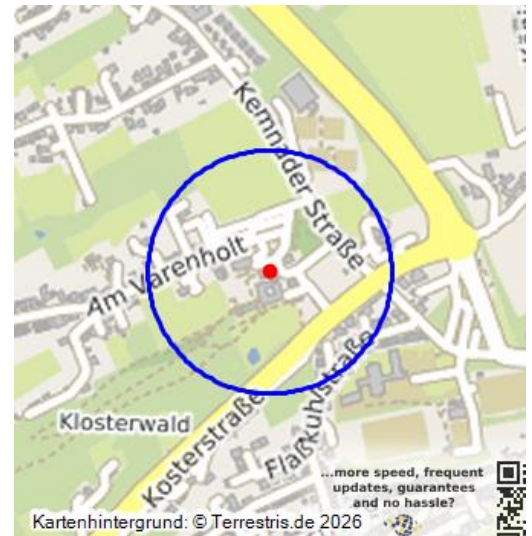 Kemnader Straße
Am Varenholt
Klosterwald
Kosterstraße
Flaßkuhlstraße
...more speed, frequent
updates, guarantees
and no hassle?
Kartenhintergrund: © Terrestris.de 2026